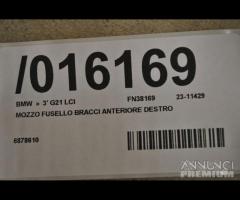 /016169
BMW » 3' G21 LCI FN38169 23-11429
MOZZO FUSELLO BRACCI ANTERIORE DESTRO
6878610
ANNUNCI
PREMIUM